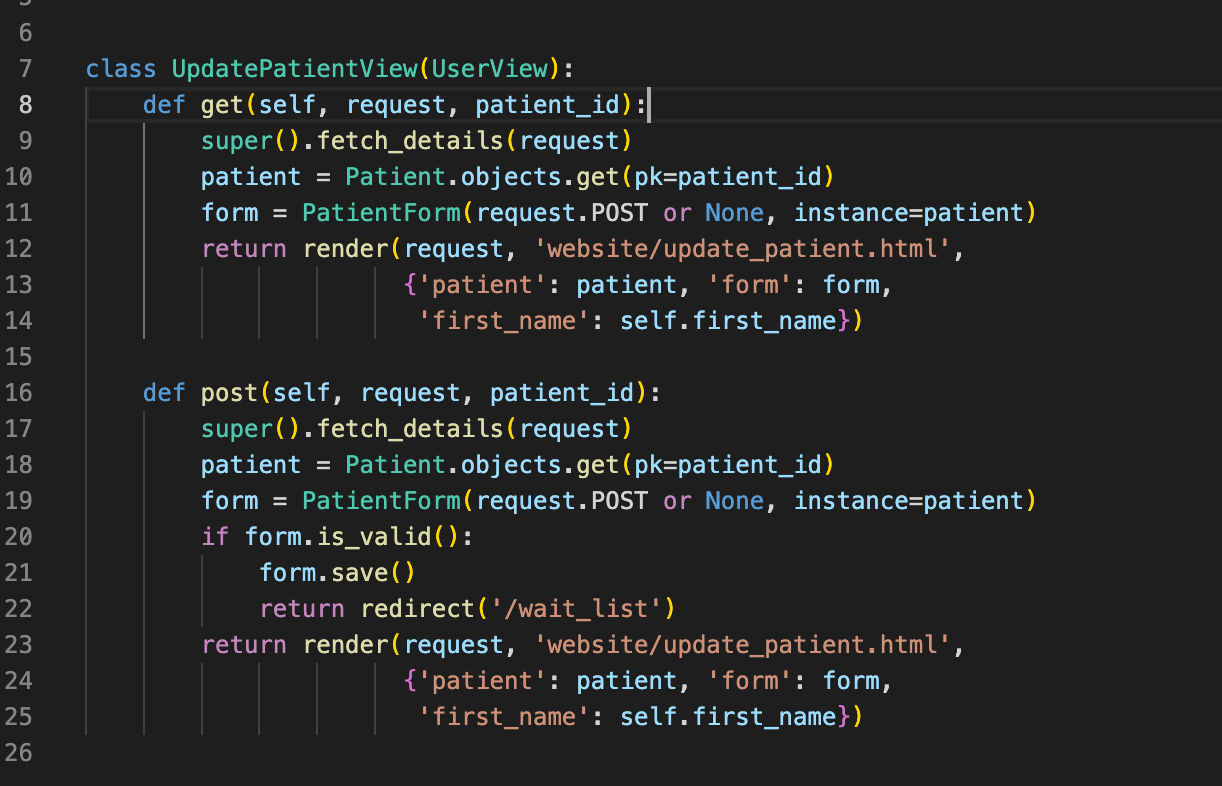 5
6
7 class UpdatePatientView(UserView):
8     def get(self, request, patient_id):
9         super().fetch_details(request)
10         patient = Patient.objects.get(pk=patient_id)
11         form = PatientForm(request.POST or None, instance=patient)
12         return render(request, 'website/update_patient.html',
13                       {'patient': patient, 'form': form,
14                        'first_name': self.first_name})
15
16     def post(self, request, patient_id):
17         super().fetch_details(request)
18         patient = Patient.objects.get(pk=patient_id)
19         form = PatientForm(request.POST or None, instance=patient)
20         if form.is_valid():
21             form.save()
22             return redirect('/wait_list')
23         return render(request, 'website/update_patient.html',
24                       {'patient': patient, 'form': form,
25                        'first_name': self.first_name})
26